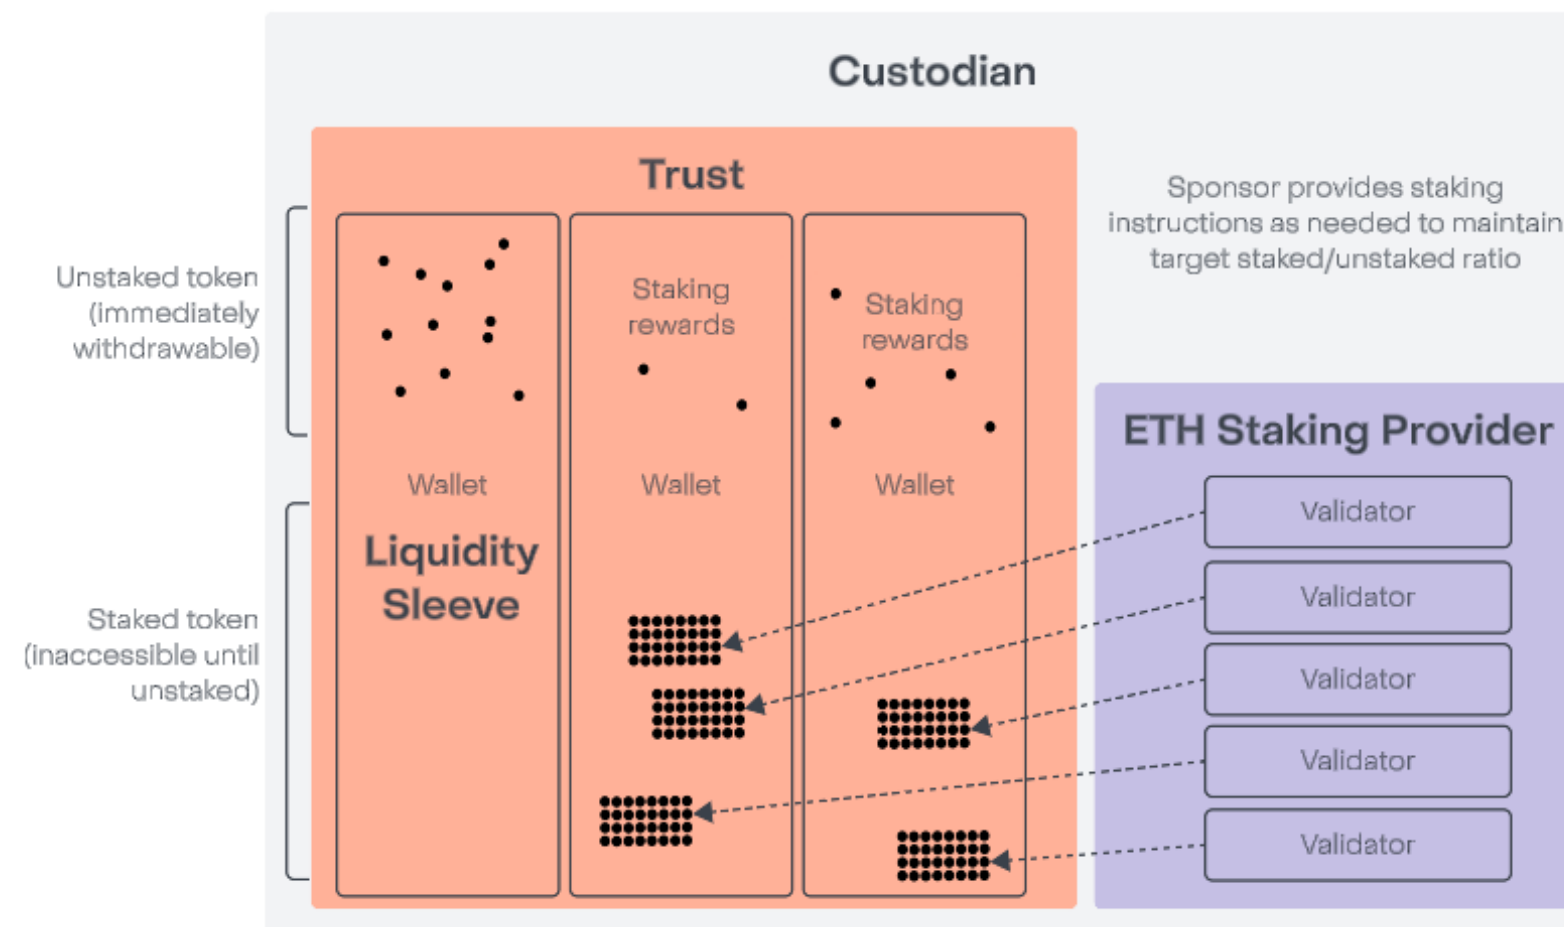 Custodian
Trust
Sponsor provides staking
instructions as needed to maintain
target staked/unstaked ratio
Unstaked token
(immediately
withdrawable)
Staking
rewards
Staking
rewards
Wallet
Wallet
Wallet
Liquidity
Sleeve
Staked token
(inaccessible until
unstaked)
ETH Staking Provider
Validator
Validator
Validator
Validator
Validator